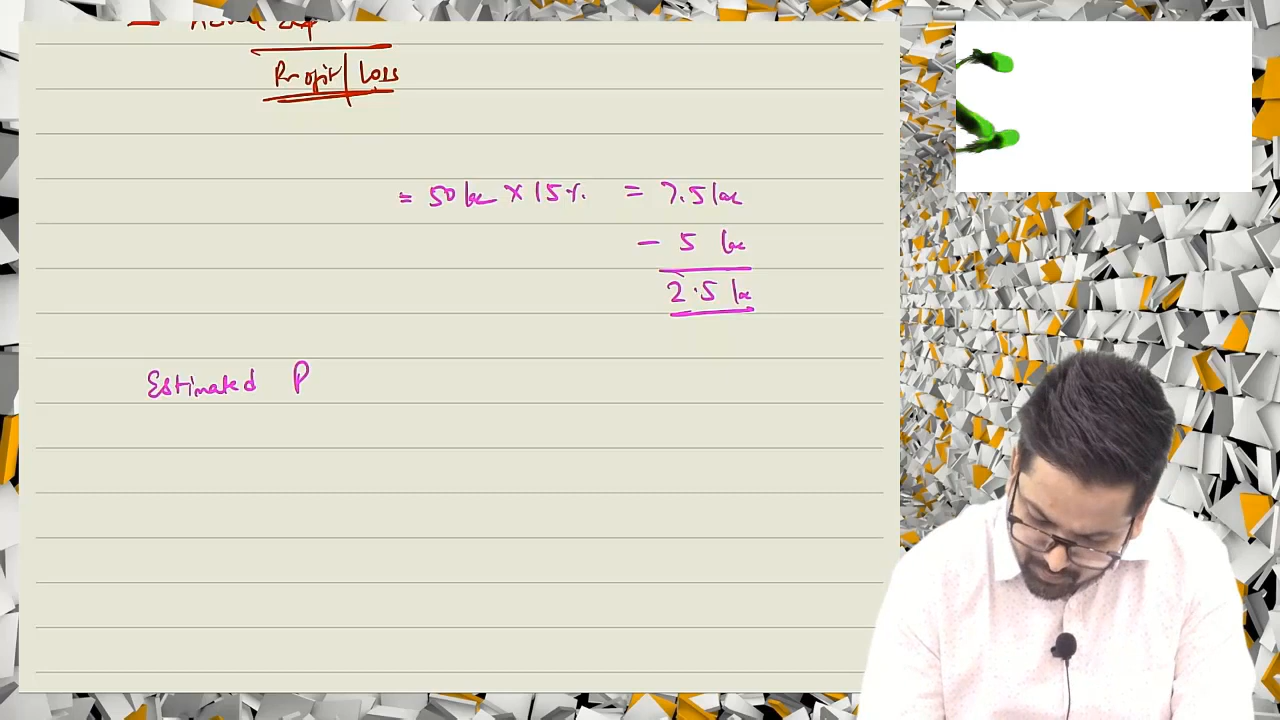 Profit | Loss
= 50 lac × 15% = 7.5 lac
- 5 lac
2.5 lac
Estimated P